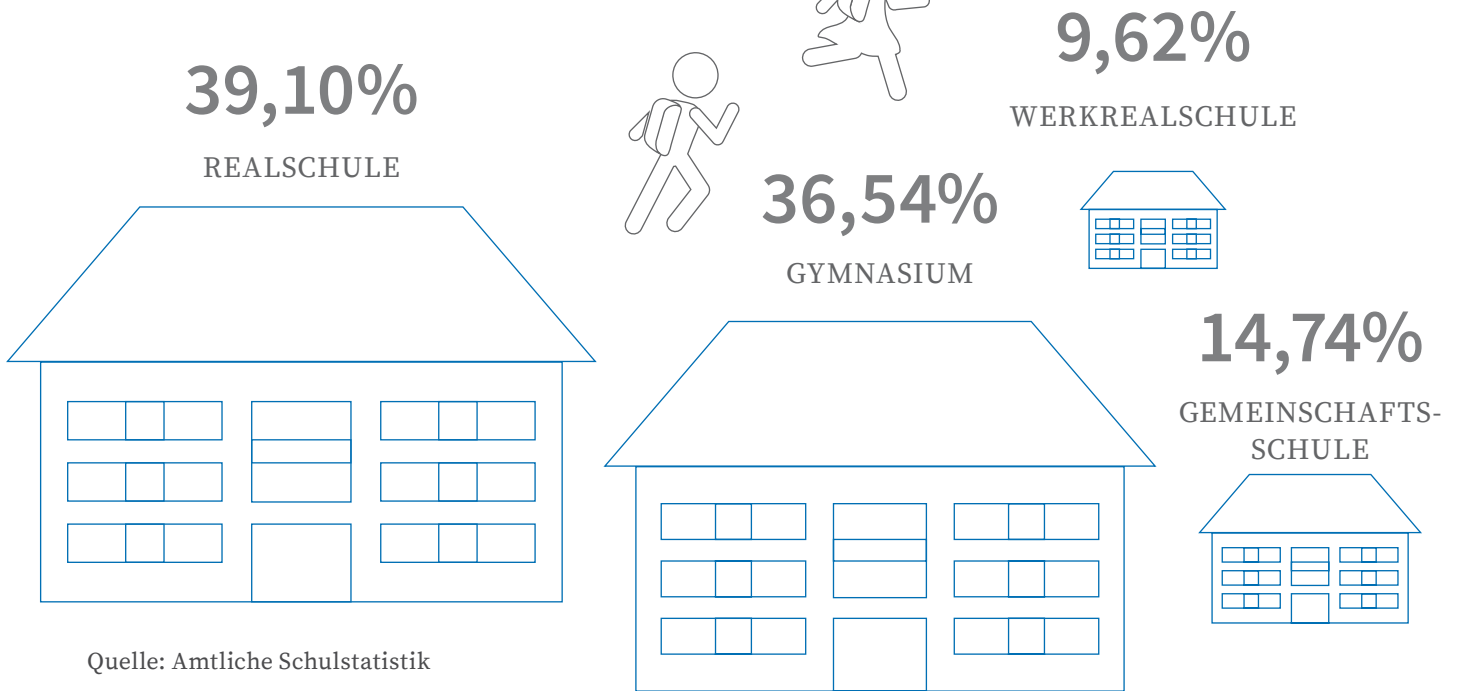 39,10%
REALSCHULE
36,54%
GYMNASIUM
9,62%
WERKREALSCHULE
14,74%
GEMEINSCHAFTS-
SCHULE
Quelle: Amtliche Schulstatistik